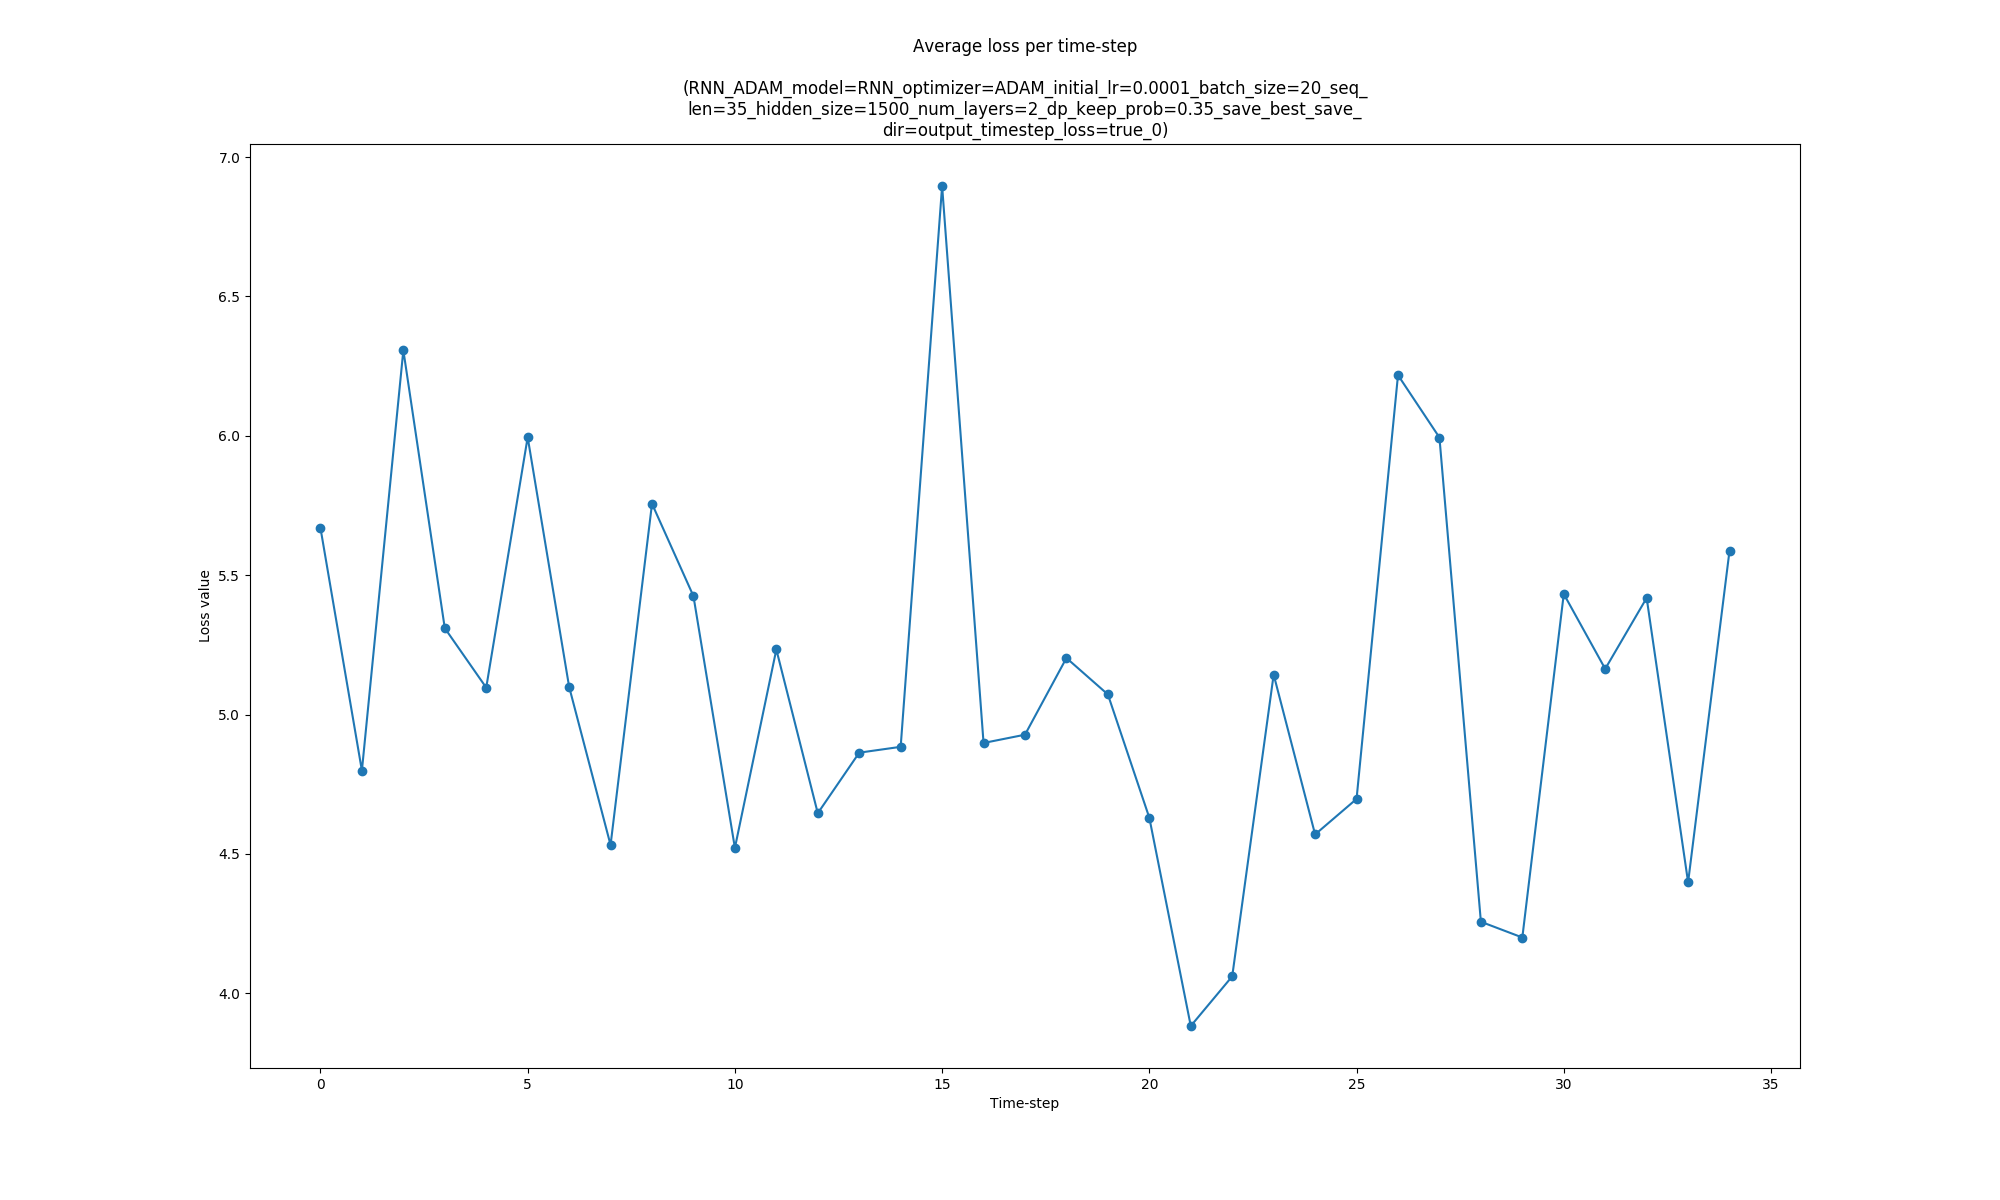 Average loss per time-step
(RNN_ADAM_model=RNN_optimizer=ADAM_initial_lr=0.0001_batch_size=20_seq_
len=35_hidden_size=1500_num_layers=2_dp_keep_prob=0.35_save_best_save_
dir=output_timestep_loss=true_0)
7.0
6.5
6.0
5.5
5.0
4.5
4.0
Loss value
0 5 10 15 20 25 30 35
Time-step